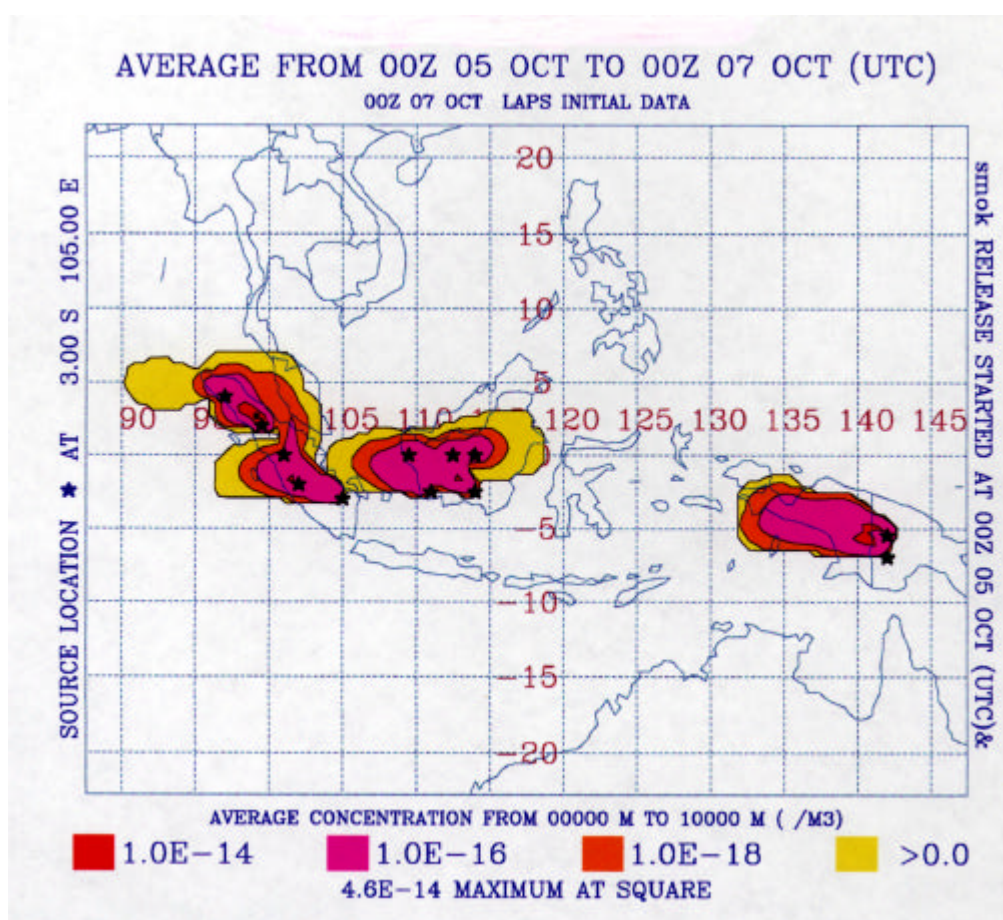 AVERAGE FROM 00Z 05 OCT TO 00Z 07 OCT (UTC)
00Z 07 OCT LAPS INITIAL DATA
SOURCE LOCATION ★ AT 3.00 S 105.00 E
smok RELEASE STARTED AT 00Z 05 OCT (UTC)&
20
15
10
5
90 9 105 110 11 120 125 130 135 140 145
0
-5
-10
-15
-20
AVERAGE CONCENTRATION FROM 00000 M TO 10000 M ( /M3)
1.0E-14 1.0E-16 1.0E-18 >0.0
4.6E-14 MAXIMUM AT SQUARE